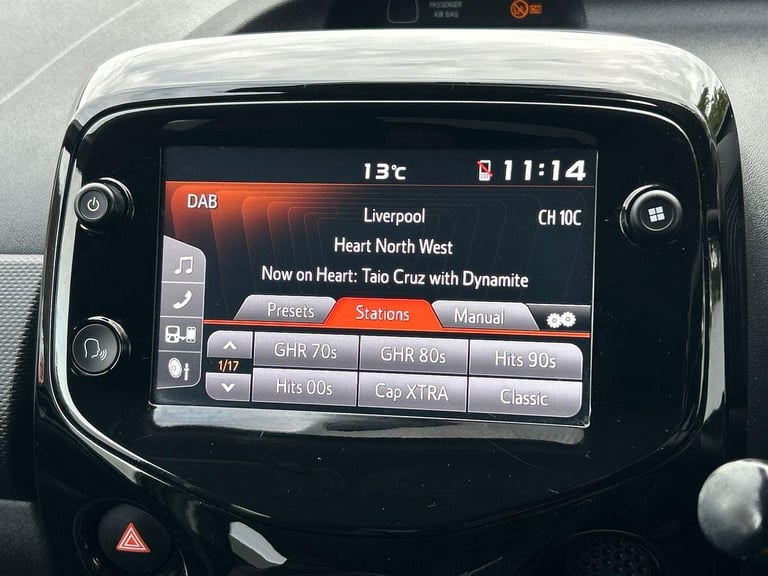 PASSENGER
AIR BAG
ON
13°C 11:14
DAB
Liverpool CH 10C
Heart North West
Now on Heart: Taio Cruz with Dynamite
Presets Stations Manual
GHR 70s GHR 80s Hits 90s
1/17
Hits 00s Cap XTRA Classic